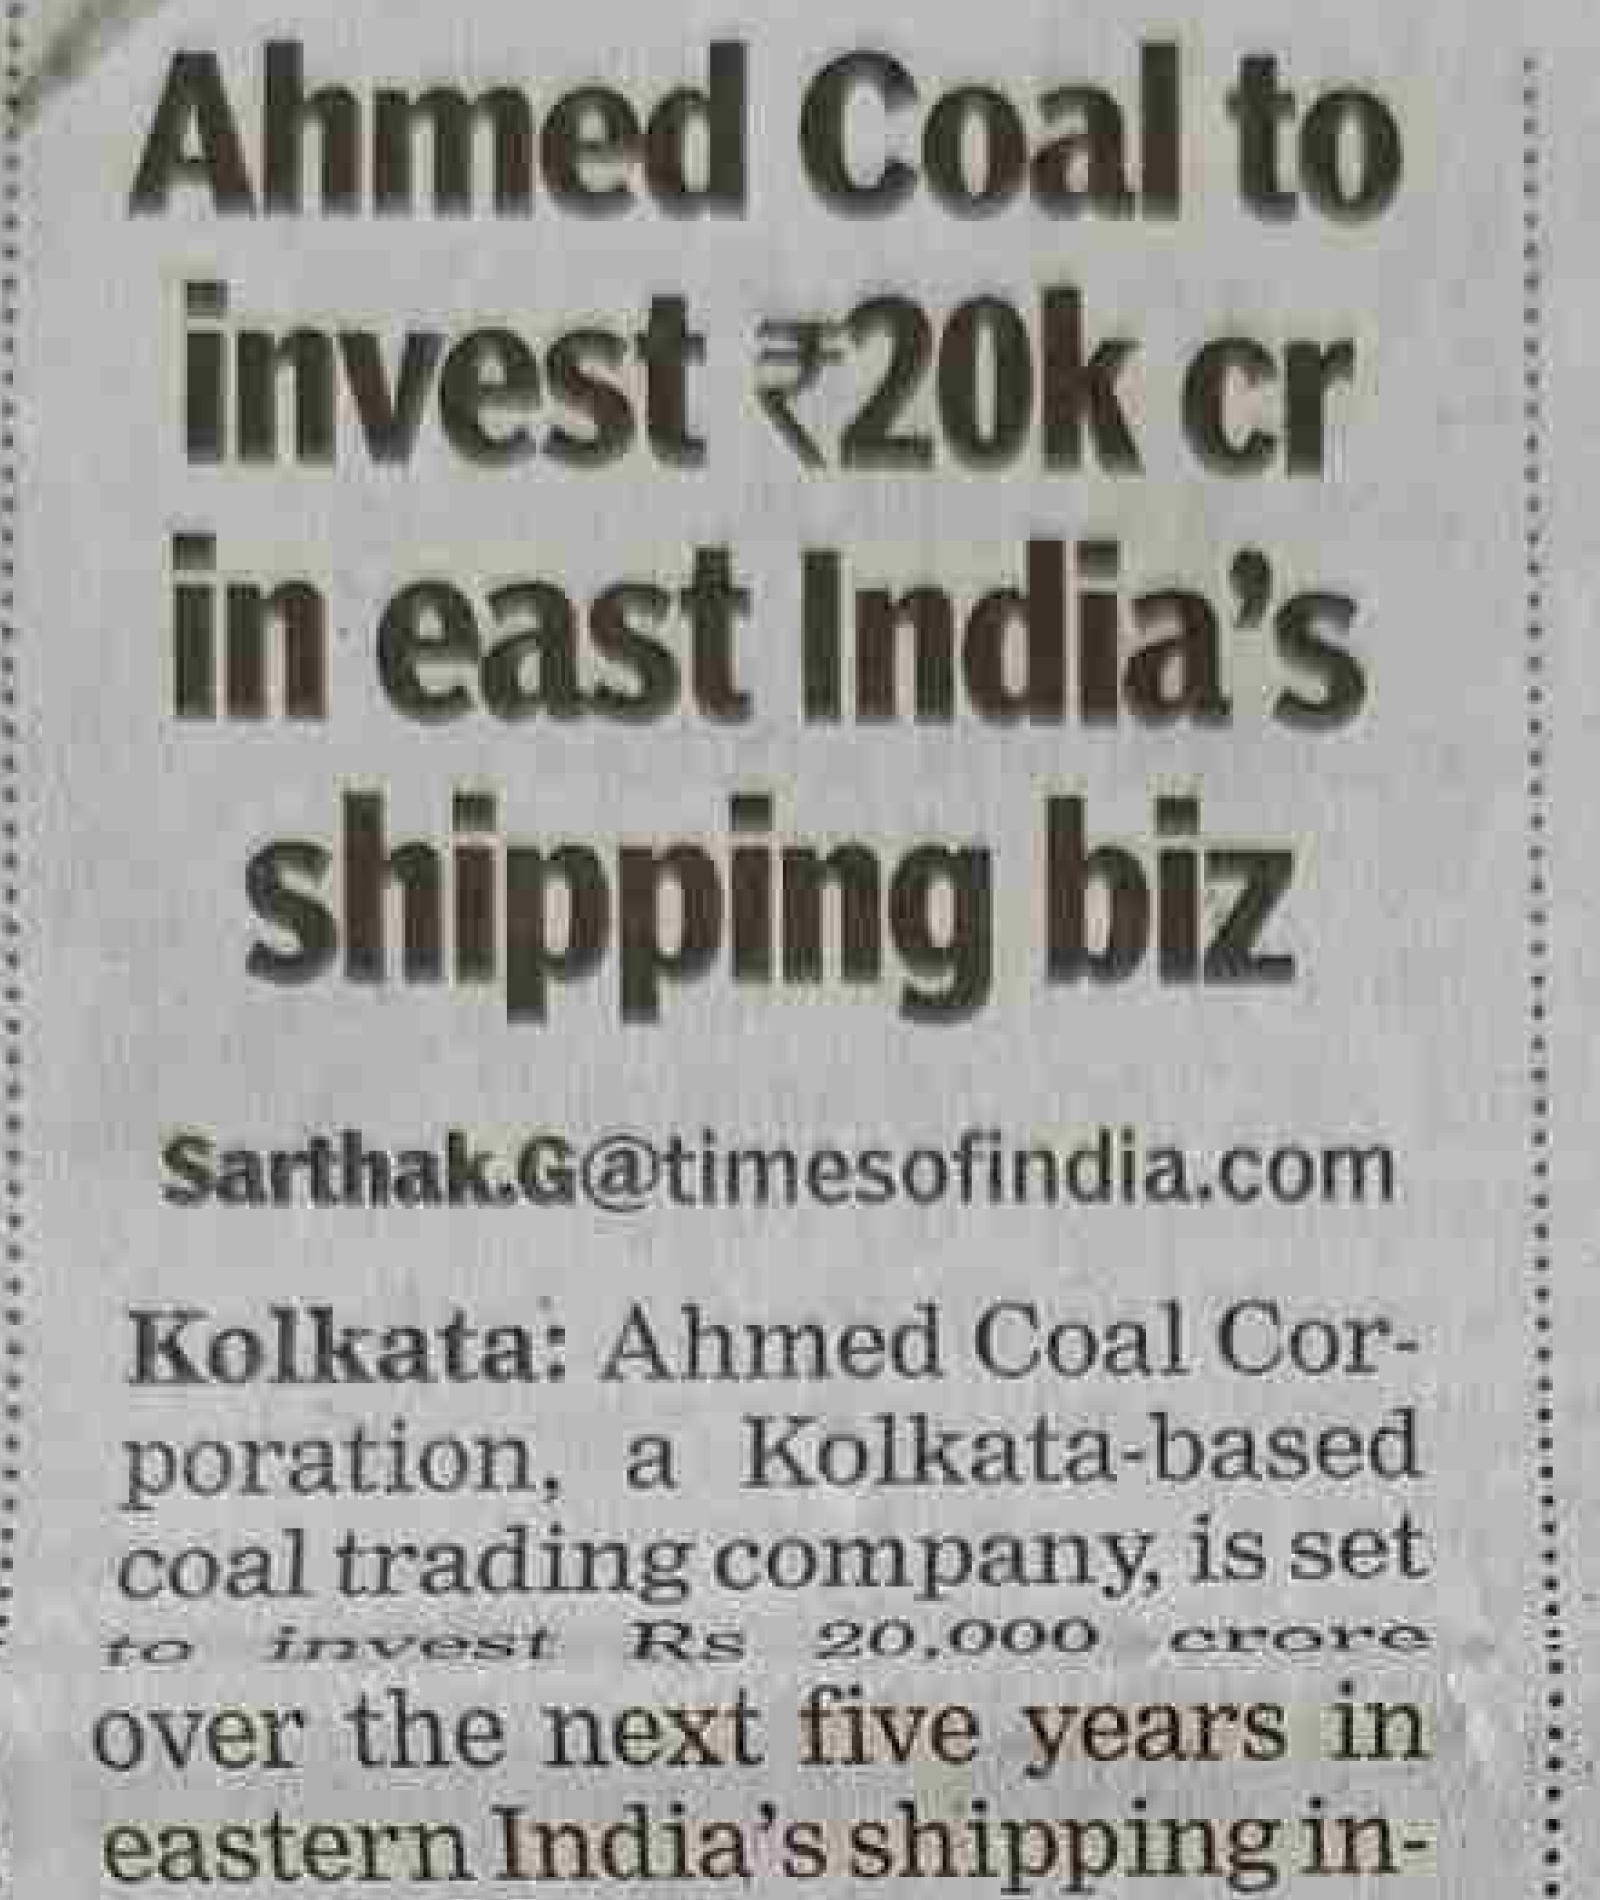 Ahmed Coal to
invest ₹20k cr
in east India's
shipping biz
Sarthak.G@timesofindia.com
Kolkata: Ahmed Coal Cor-
poration, a Kolkata-based
coal trading company, is set
to invest Rs 20,000 crore
over the next five years in
eastern India's shipping in-